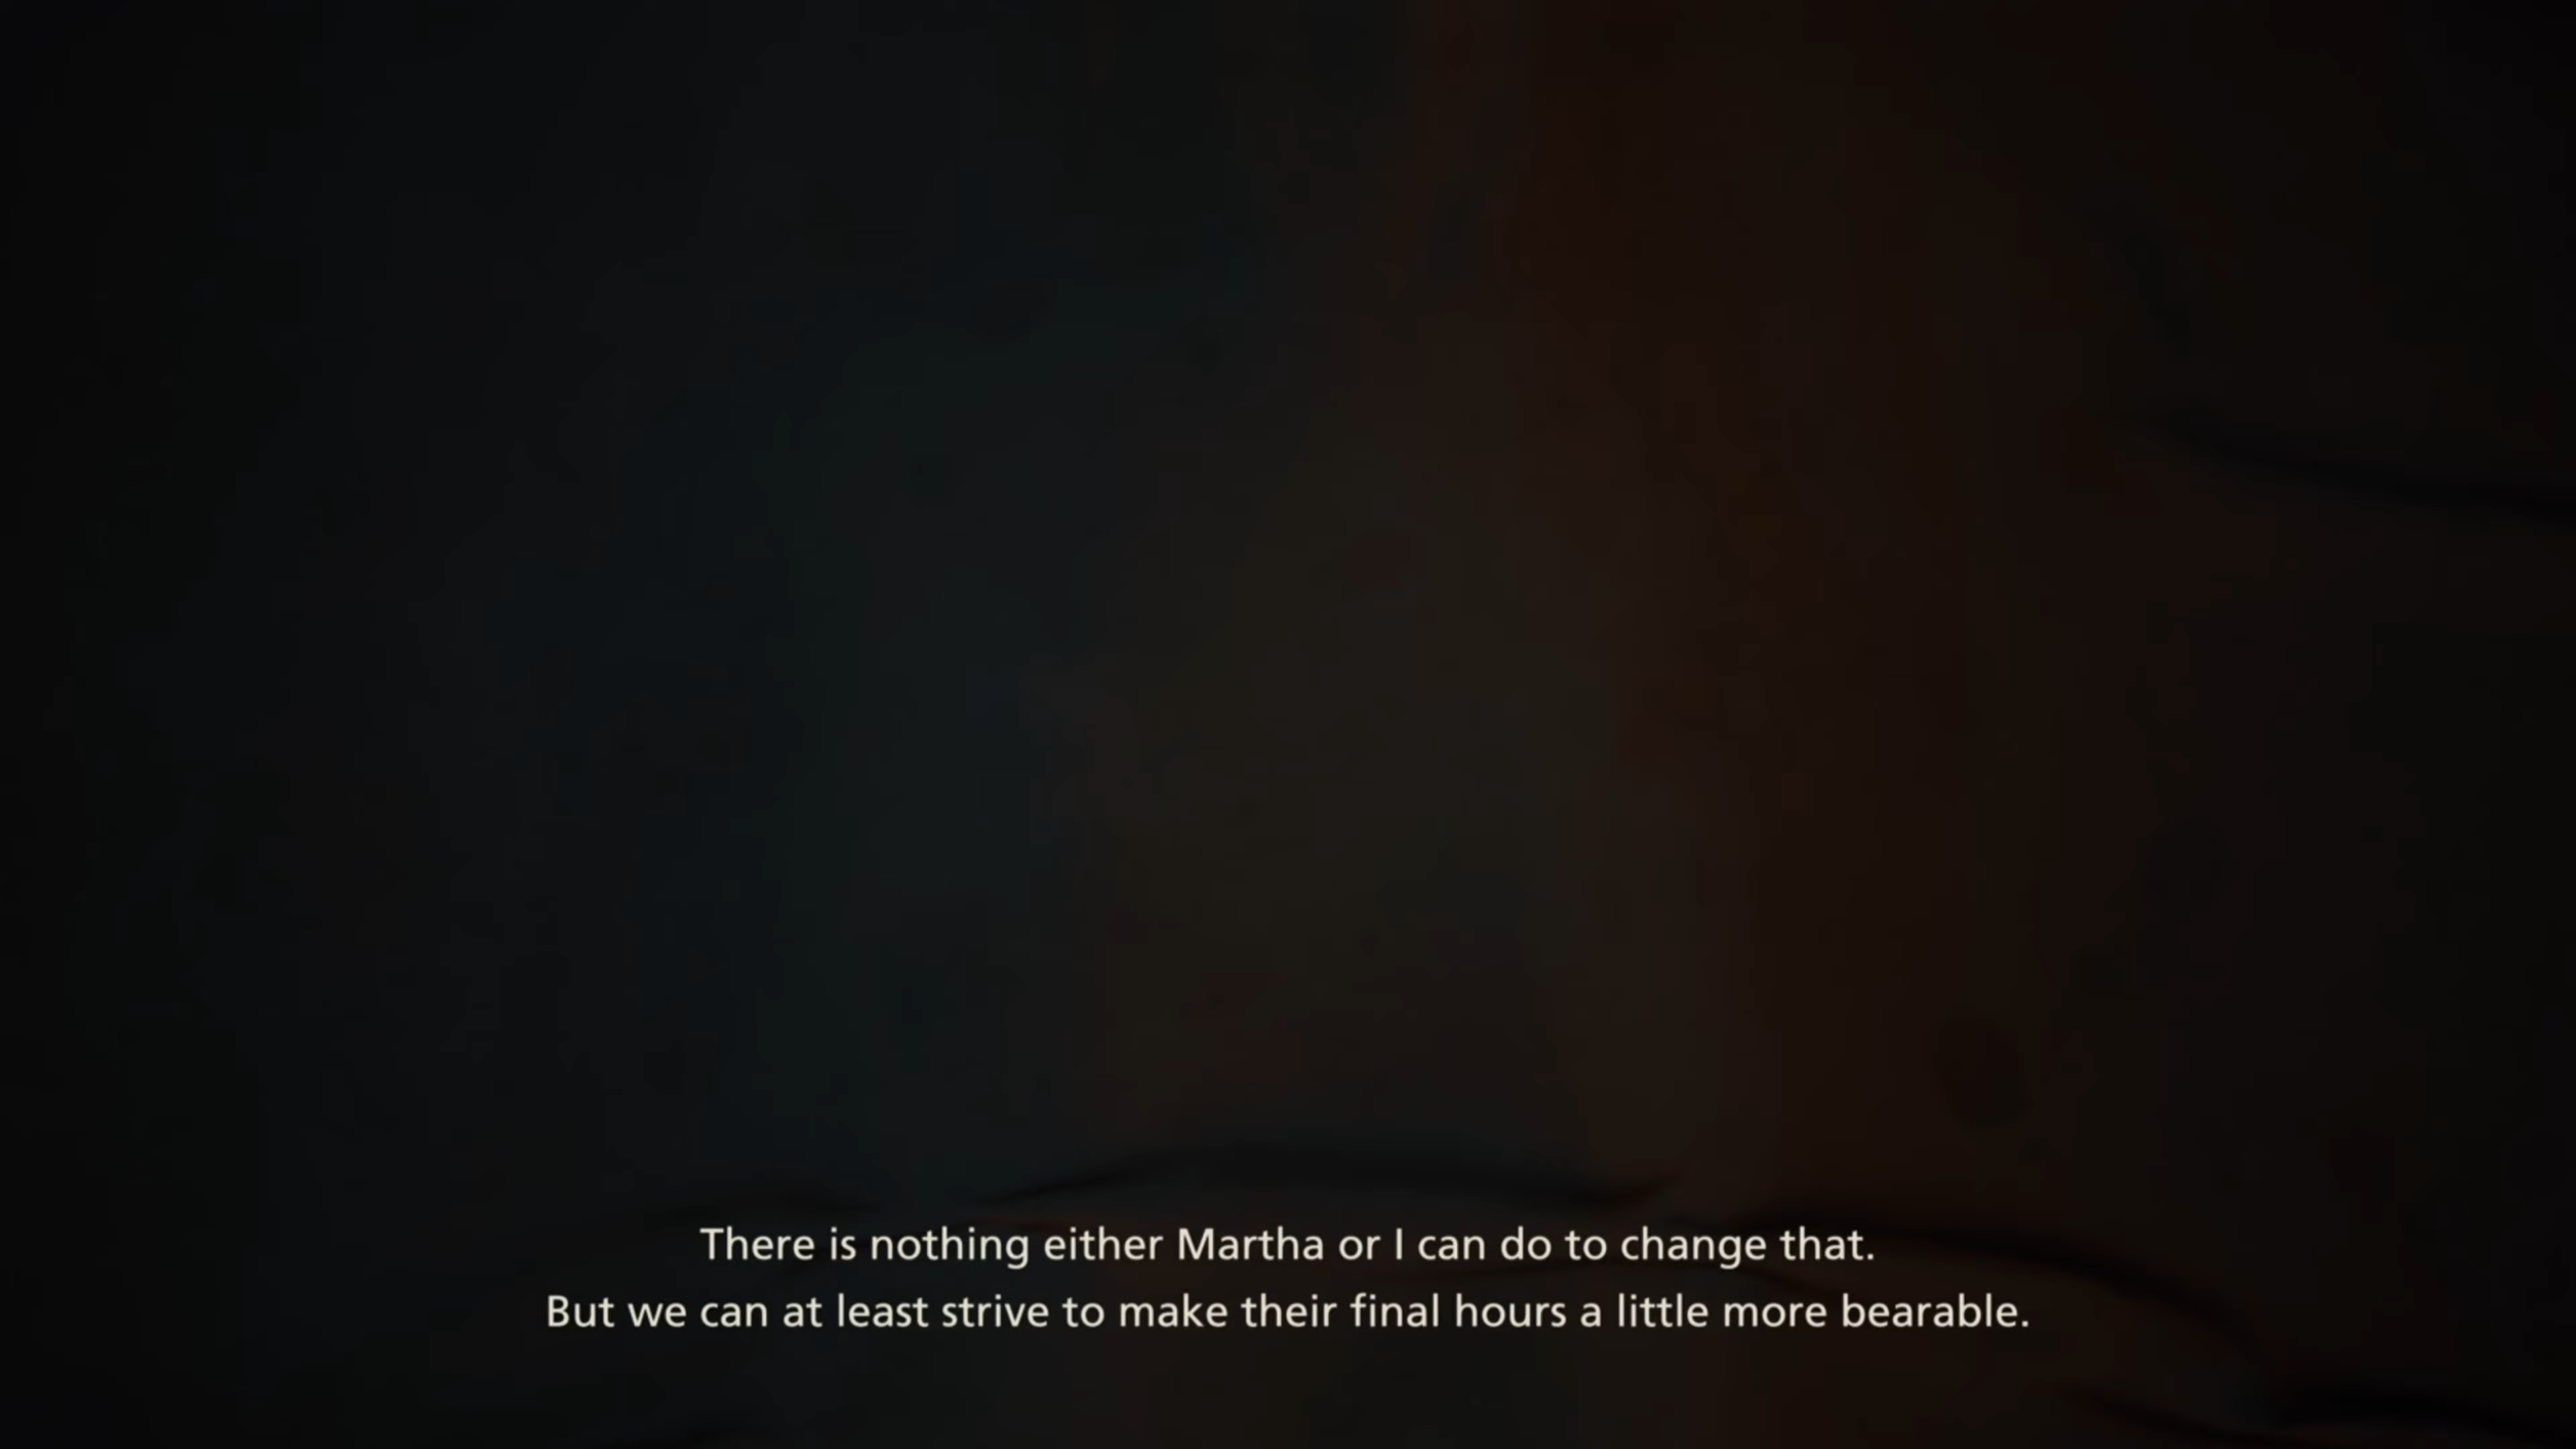 There is nothing either Martha or I can do to change that.
But we can at least strive to make their final hours a little more bearable.